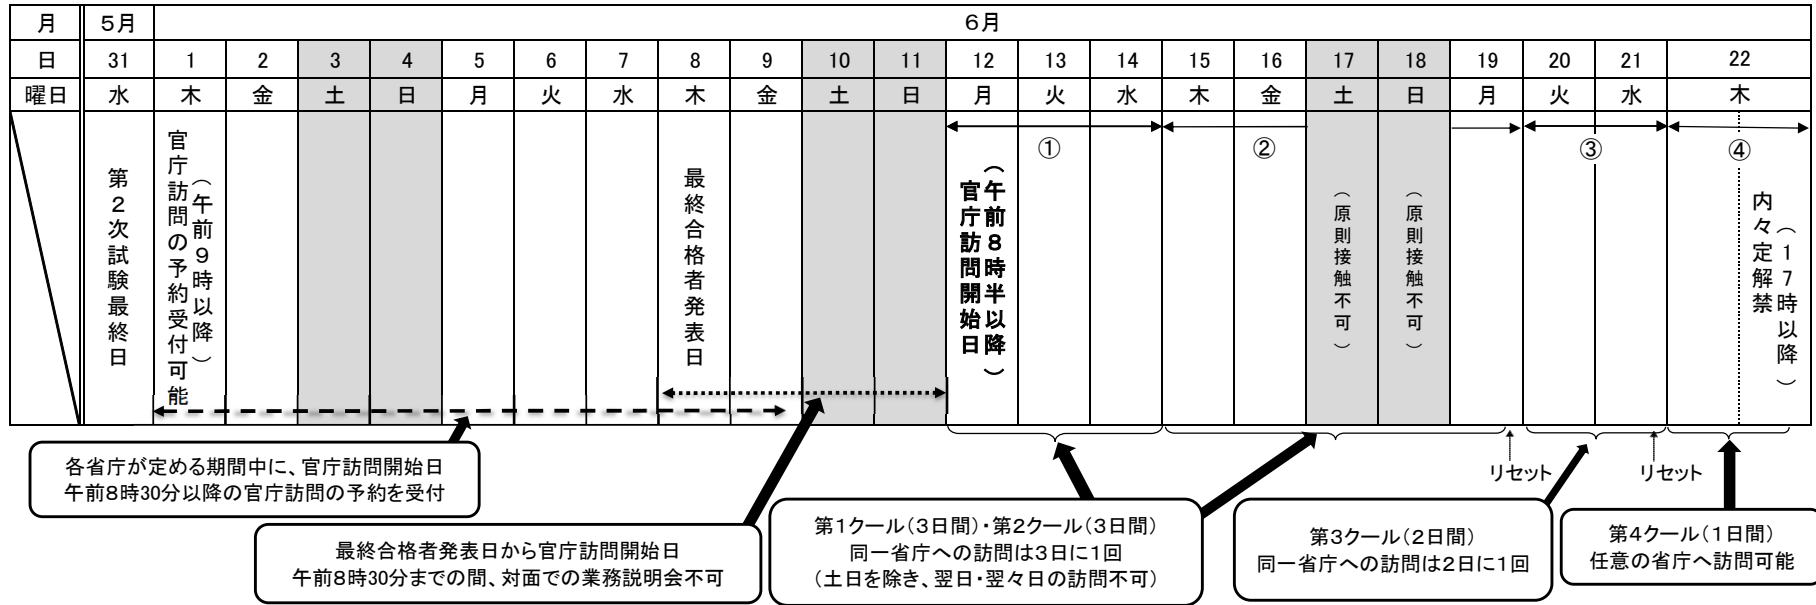 月 5月 6月
日 31 1 2 3 4 5 6 7 8 9 10 11 12 13 14 15 16 17 18 19 20 21 22
曜日 水 木 金 土 日 月 火 水 木 金 土 日 月 火 水 木 金 土 日 月 火 水 木
① ② ③ ④
第2次試験最終日
官庁訪問の予約受付可能
（午前9時以降）
最終合格者発表日
（午前8時半以降）
官庁訪問開始日
（原則接触不可）
（原則接触不可）
内々定解禁
（17時以降）
リセット
リセット
各省庁が定める期間中に、官庁訪問開始日
午前8時30分以降の官庁訪問の予約を受付
最終合格者発表日から官庁訪問開始日
午前8時30分までの間、対面での業務説明会不可
第1クール（3日間）・第2クール（3日間）
同一省庁への訪問は3日に1回
（土日を除き、翌日・翌々日の訪問不可）
第3クール（2日間）
同一省庁への訪問は2日に1回
第4クール（1日間）
任意の省庁へ訪問可能